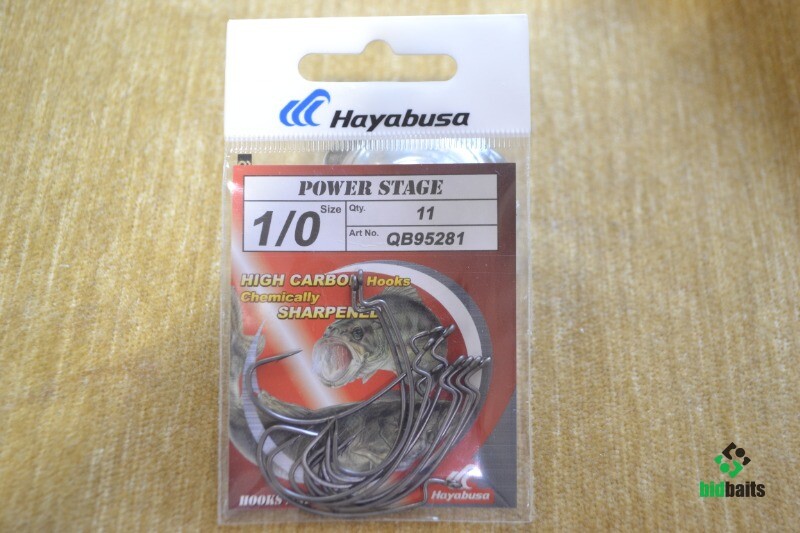 Hayabusa
POWER STAGE
Size
1/0
Qty. 11
Art No. QB95281
HIGH CARBON Hooks
Chemically
SHARPENED
HOOKS
Hayabusa
bidbaits